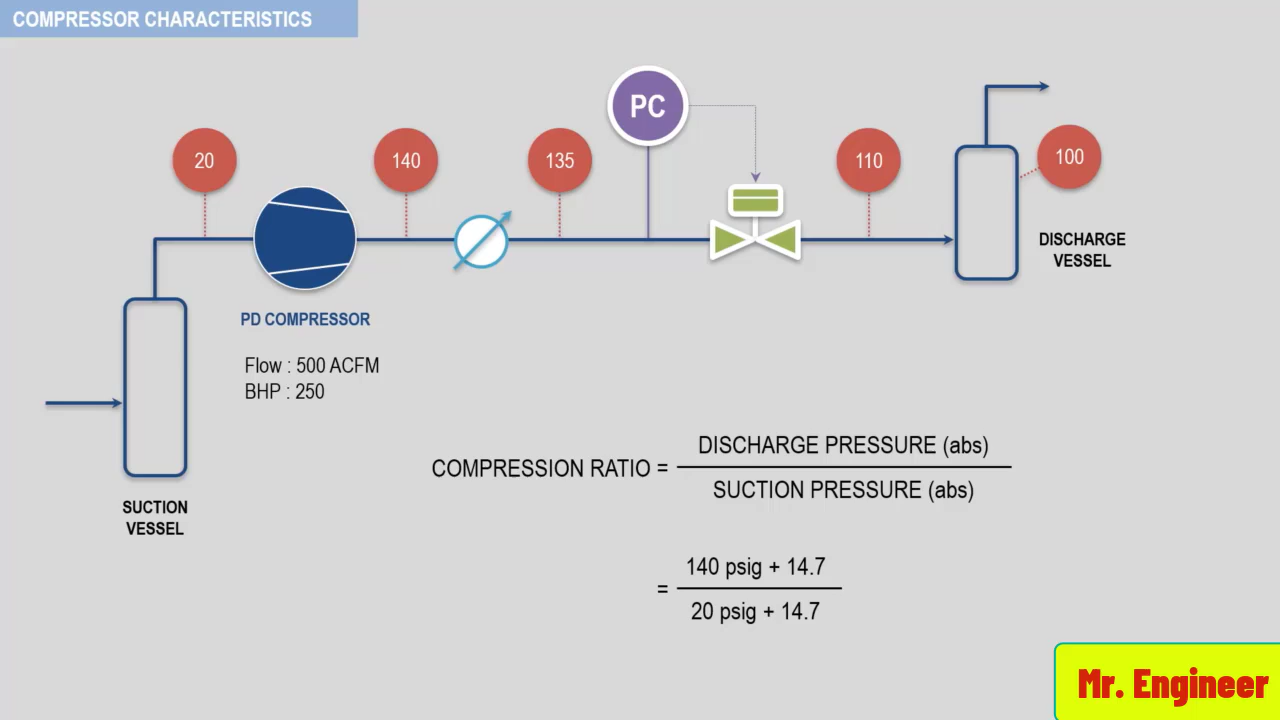 COMPRESSOR CHARACTERISTICS
PC
20
140
135
110
100
DISCHARGE
VESSEL
PD COMPRESSOR
Flow : 500 ACFM
BHP : 250
SUCTION
VESSEL
COMPRESSION RATIO =
DISCHARGE PRESSURE (abs)
SUCTION PRESSURE (abs)
=
140 psig + 14.7
20 psig + 14.7
Mr. Engineer